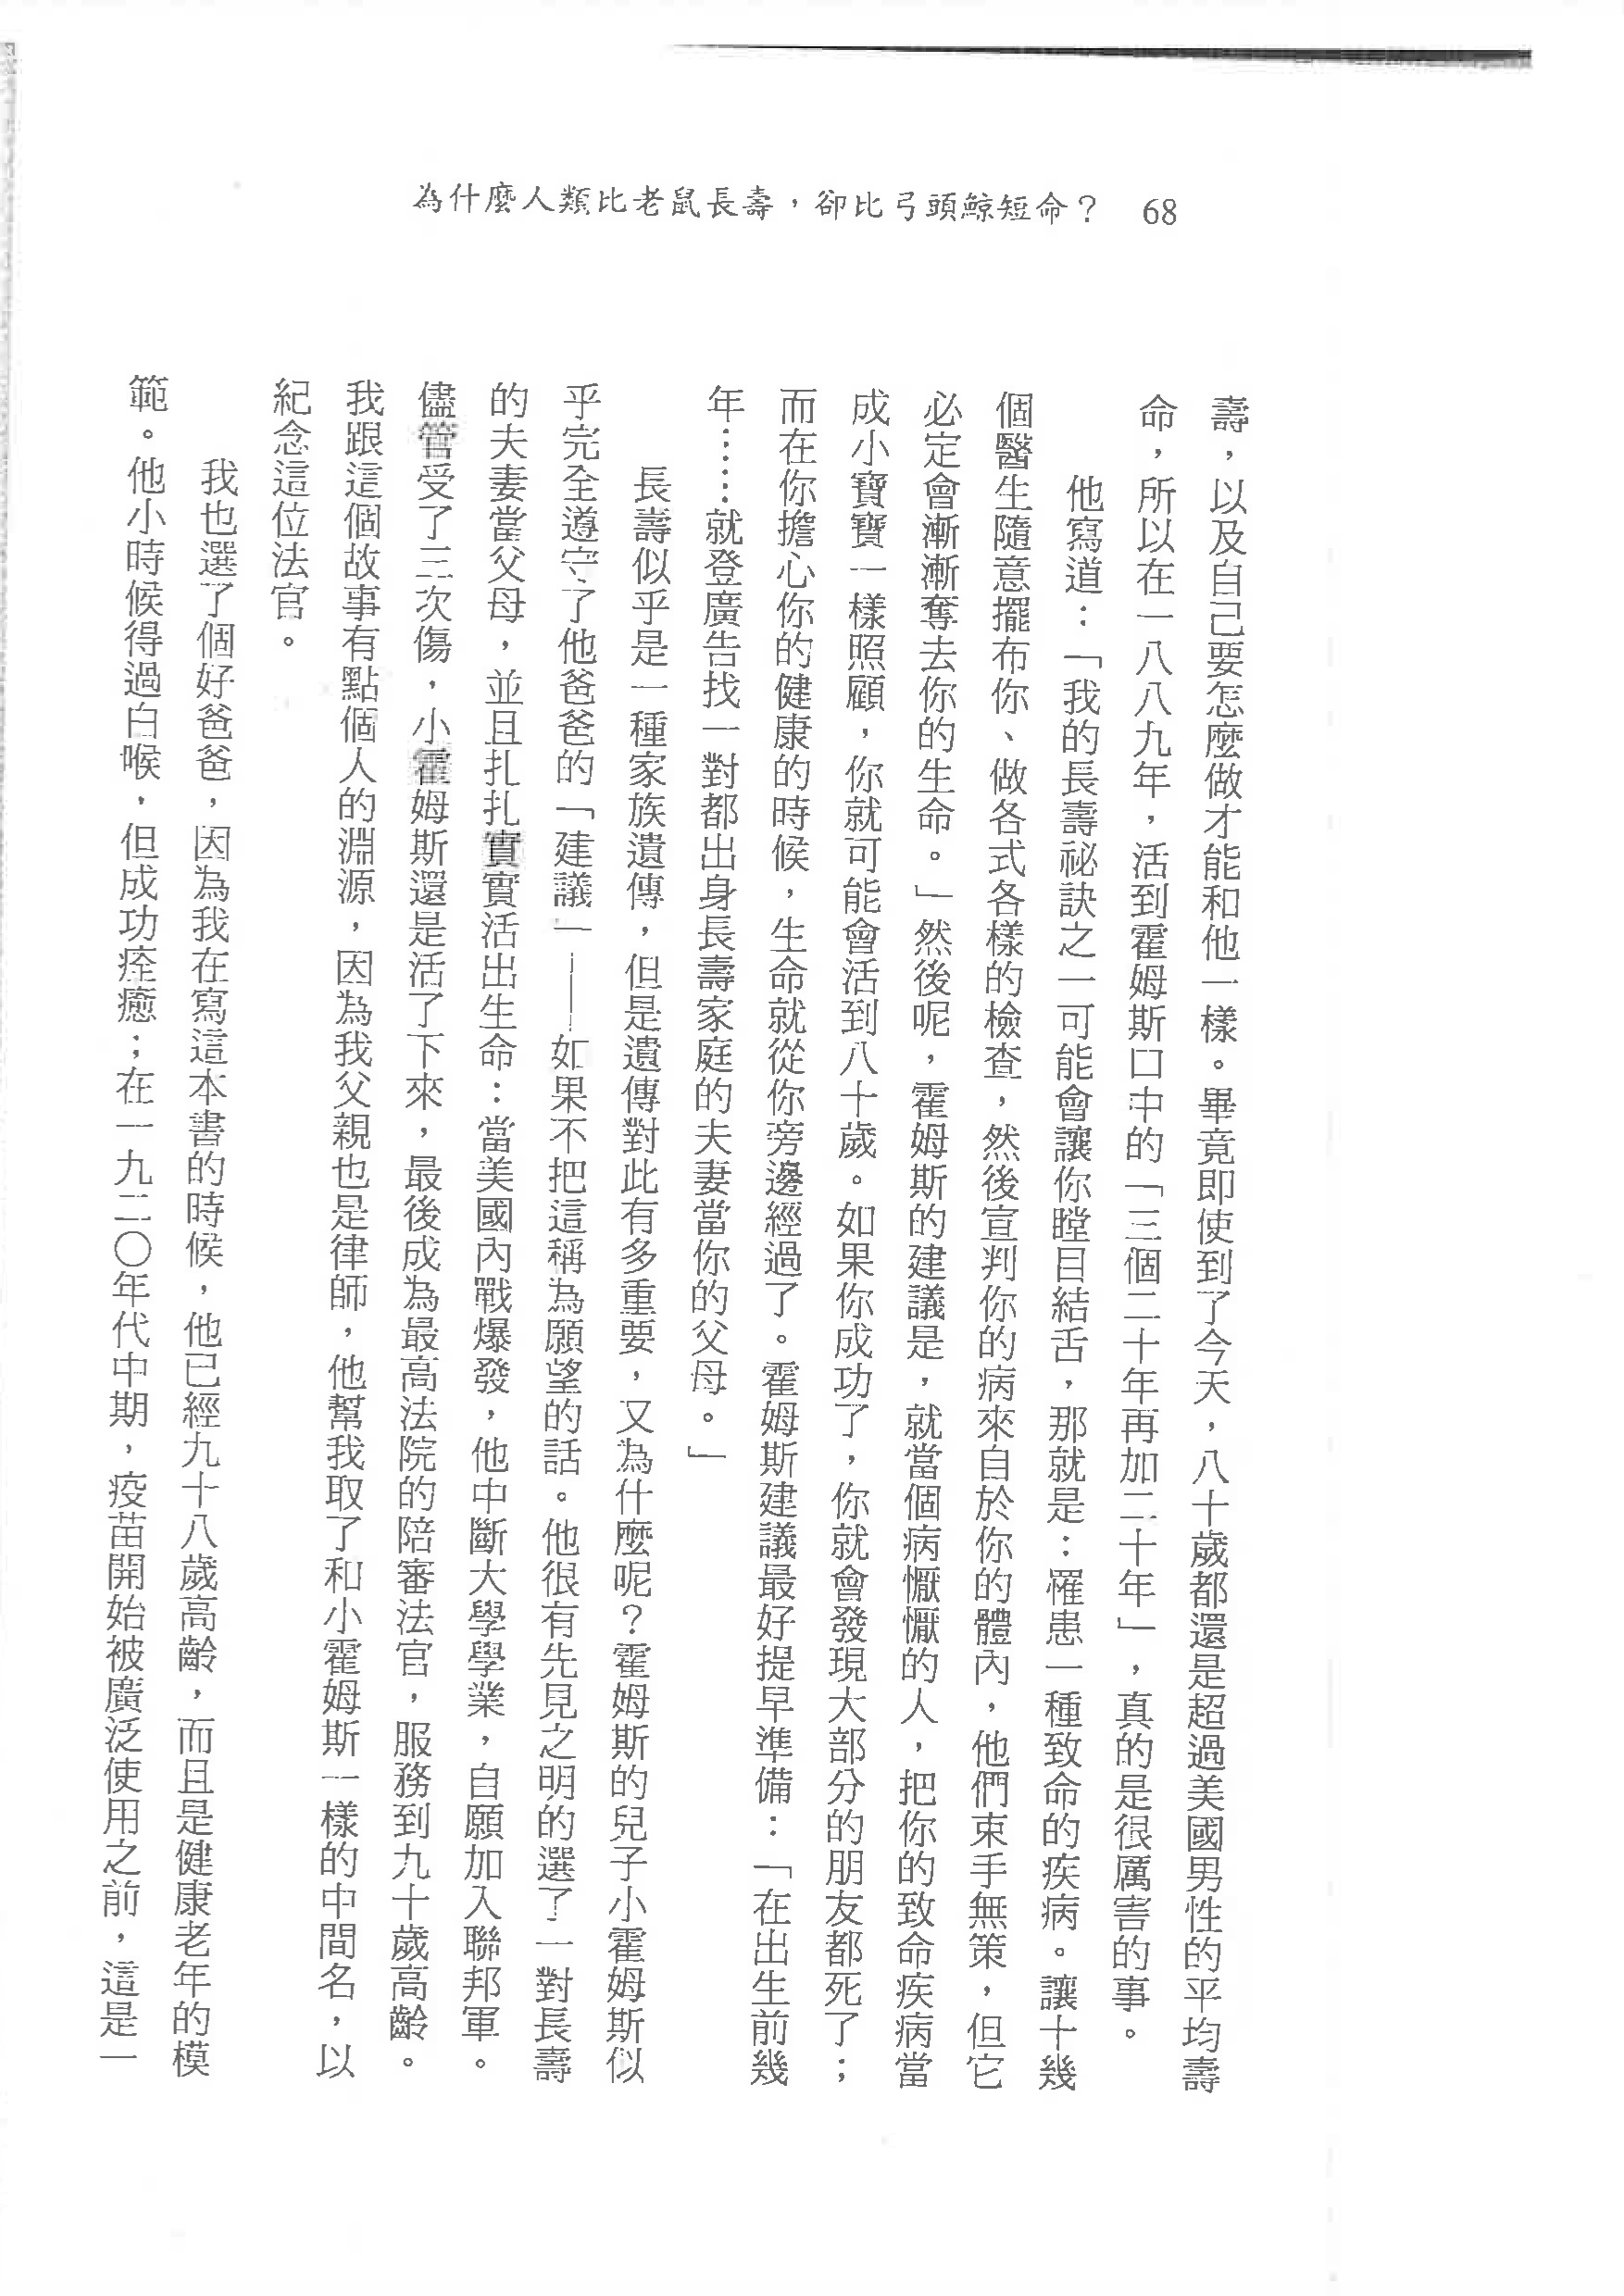 為什麼人類比老鼠長壽，卻比弓頭鯨短命？　68
壽，以及自己要怎麼做才能和他一樣。畢竟即使到了今天，八十歲都還是超過美國男性的平均壽
命，所以在一八八九年，活到霍姆斯口中的「三個二十年再加二十年」，真的是很厲害的事。
他寫道：「我的長壽祕訣之一可能會讓你瞠目結舌，那就是：罹患一種致命的疾病。讓十幾
個醫生隨意擺布你、做各式各樣的檢查，然後宣判你的病來自於你的體內，他們束手無策，但它
必定會漸漸奪去你的生命。」然後呢，霍姆斯的建議是，就當個病懨懨的人，把你的致命疾病當
成小寶寶一樣照顧，你就可能會活到八十歲。如果你成功了，你就會發現大部分的朋友都死了；
而在你擔心你的健康的時候，生命就從你旁邊經過了。霍姆斯建議最好提早準備：「在出生前幾
年……就登廣告找一對都出身長壽家庭的夫妻當你的父母。」
長壽似乎是一種家族遺傳，但是遺傳對此有多重要，又為什麼呢？霍姆斯的兒子小霍姆斯似
乎完全遵守了他爸爸的「建議」——如果不把這稱為願望的話。他很有先見之明的選了一對長壽
的夫妻當父母，並且扎扎實實活出生命：當美國內戰爆發，他中斷大學學業，自願加入聯邦軍。
儘管受了三次傷，小霍姆斯還是活了下來，最後成為最高法院的陪審法官，服務到九十歲高齡。
我跟這個故事有點個人的淵源，因為我父親也是律師，他幫我取了和小霍姆斯一樣的中間名，以
紀念這位法官。
我也選了個好爸爸，因為我在寫這本書的時候，他已經九十八歲高齡，而且是健康老年的模
範。他小時候得過白喉，但成功痊癒；在一九二〇年代中期，疫苗開始被廣泛使用之前，這是一